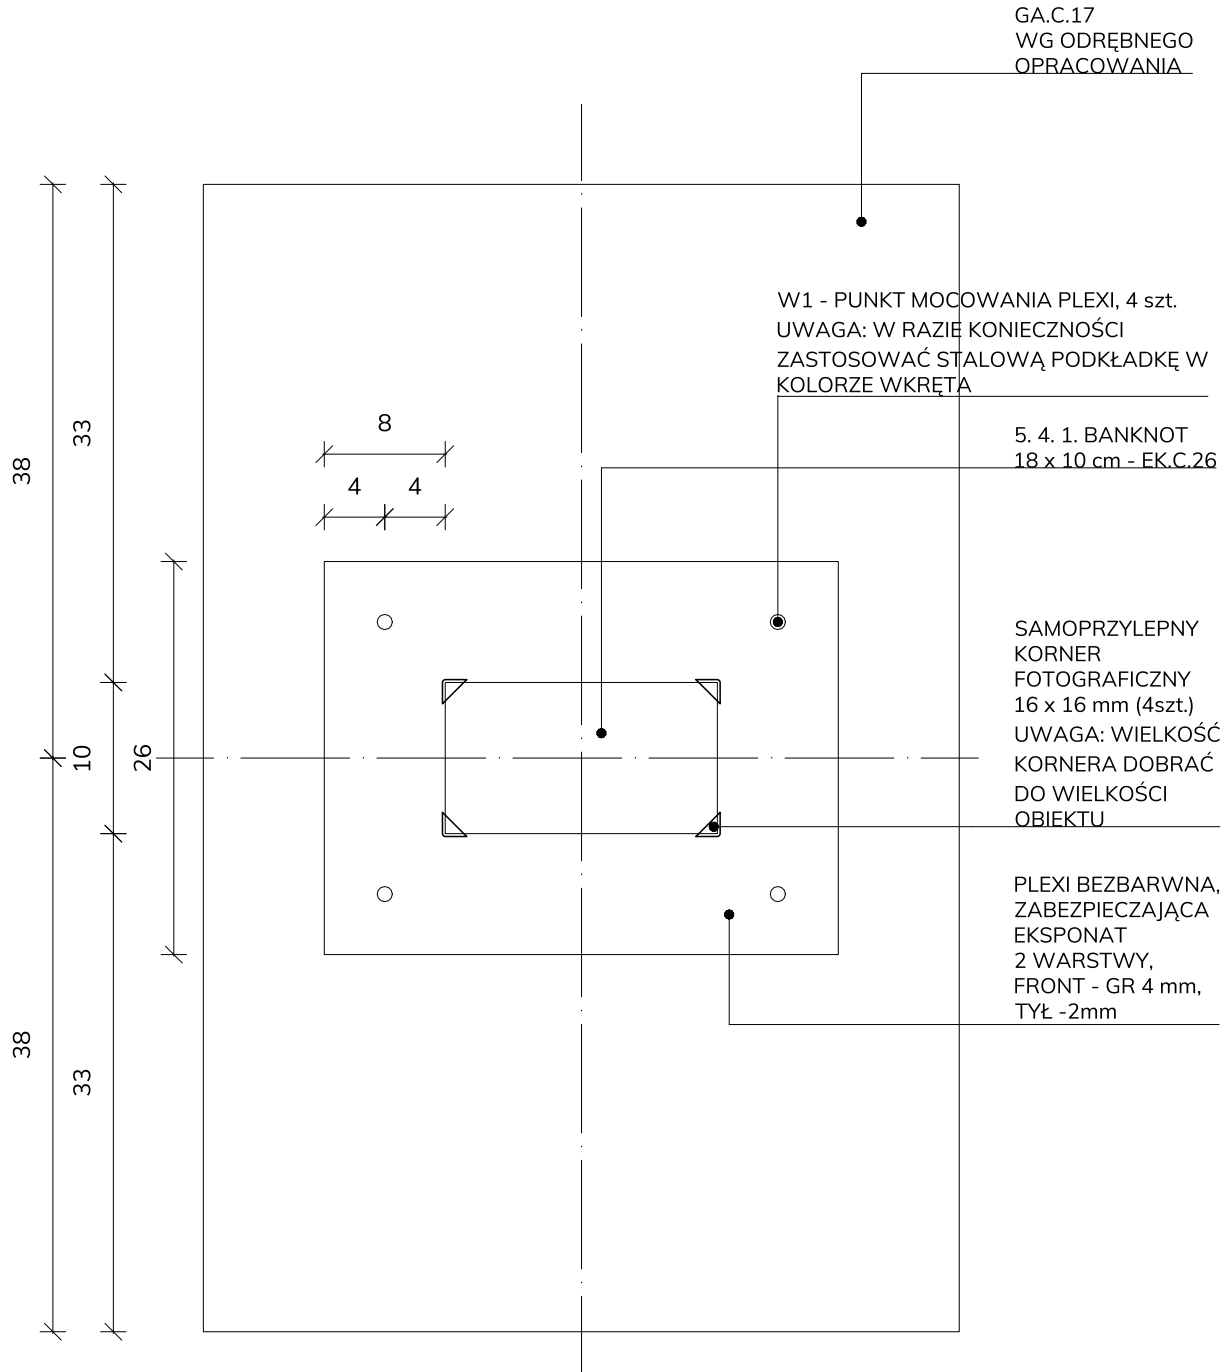 GA.C.17
WG ODRĘBNEGO
OPRACOWANIA
W1 - PUNKT MOCOWANIA PLEXI, 4 szt.
UWAGA: W RAZIE KONIECZNOŚCI
ZASTOSOWAĆ STALOWĄ PODKŁADKĘ W
KOLORZE WKRĘTA
8
33
5. 4. 1. BANKNOT
18 x 10 cm - EK.C.26
38
4 4
SAMOPRZYLEPNY
KORNER
FOTOGRAFICZNY
16 x 16 mm (4szt.)
UWAGA: WIELKOŚĆ
KORNERA DOBRAĆ
DO WIELKOŚCI
OBIEKTU
10
26
PLEXI BEZBARWNA,
ZABEZPIECZAJĄCA
EKSPONAT
2 WARSTWY,
FRONT - GR 4 mm,
TYŁ -2mm
38
33